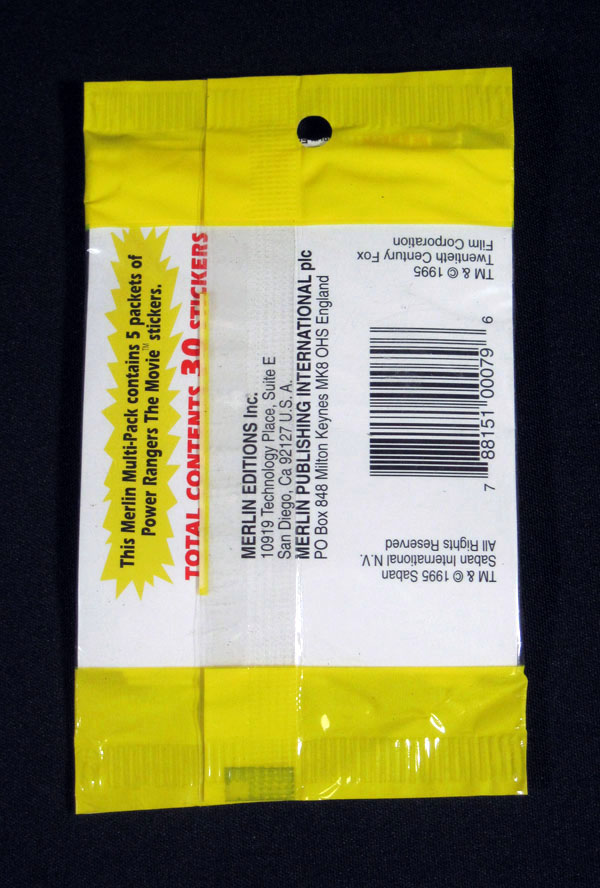 This Merlin Multi-Pack contains 5 packets of
Power Rangers The Movie™ stickers.
TOTAL CONTENTS 30 STICKERS
MERLIN EDITIONS Inc.
10919 Technology Place, Suite E
San Diego, Ca 92127 U.S.A.
MERLIN PUBLISHING INTERNATIONAL plc
PO Box 848 Milton Keynes MK8 OHS England
TM & © 1995
Twentieth Century Fox
Film Corporation
7 88151 00079 6
TM & © 1995 Saban
Saban International N.V.
All Rights Reserved